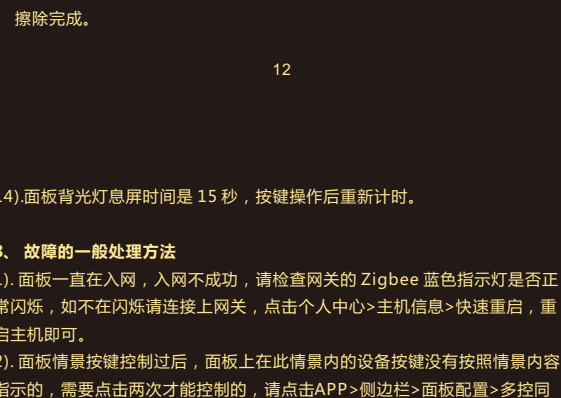 擦除完成。
12
4).面板背光灯息屏时间是 15 秒，按键操作后重新计时。
、 故障的一般处理方法
). 面板一直在入网，入网不成功，请检查网关的 Zigbee 蓝色指示灯是否正
常闪烁，如不在闪烁请连接上网关，点击个人中心>主机信息>快速重启，重
启主机即可。
). 面板情景按键控制过后，面板上在此情景内的设备按键没有按照情景内容
指示的，需要点击两次才能控制的，请点击APP>侧边栏>面板配置>多控同